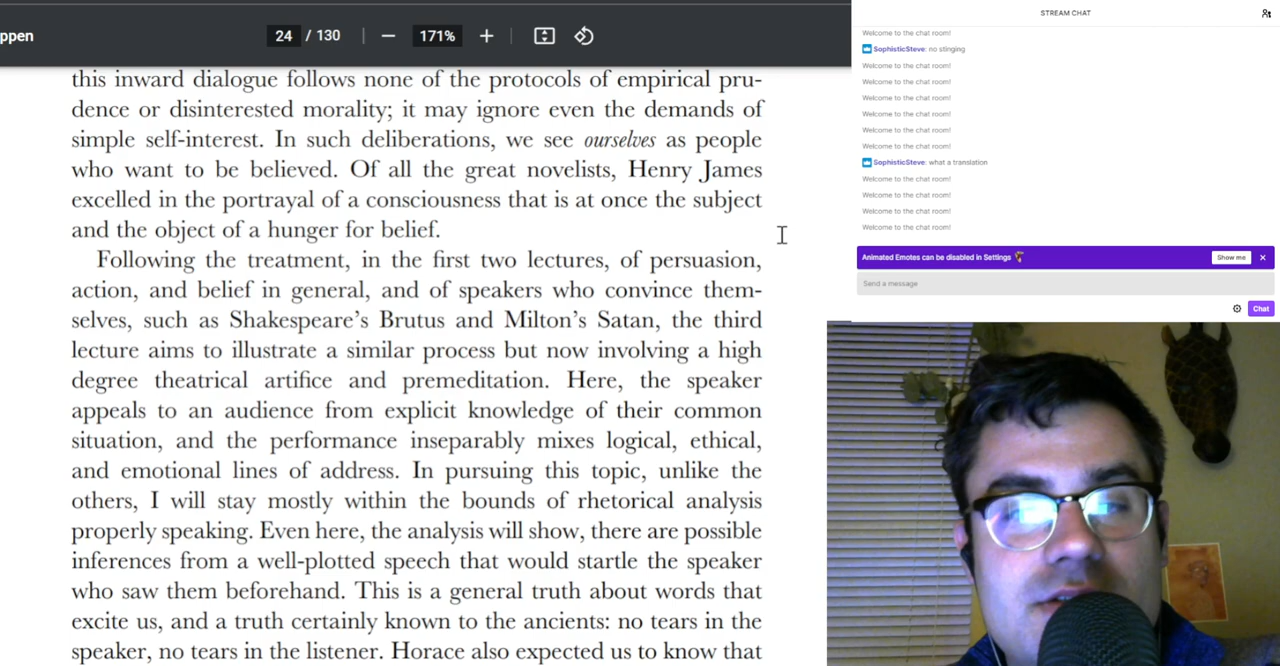 ppen
24 / 130
171%
this inward dialogue follows none of the protocols of empirical pru-
dence or disinterested morality; it may ignore even the demands of
simple self-interest. In such deliberations, we see ourselves as people
who want to be believed. Of all the great novelists, Henry James
excelled in the portrayal of a consciousness that is at once the subject
and the object of a hunger for belief.
Following the treatment, in the first two lectures, of persuasion,
action, and belief in general, and of speakers who convince them-
selves, such as Shakespeare's Brutus and Milton's Satan, the third
lecture aims to illustrate a similar process but now involving a high
degree theatrical artifice and premeditation. Here, the speaker
appeals to an audience from explicit knowledge of their common
situation, and the performance inseparably mixes logical, ethical,
and emotional lines of address. In pursuing this topic, unlike the
others, I will stay mostly within the bounds of rhetorical analysis
properly speaking. Even here, the analysis will show, there are possible
inferences from a well-plotted speech that would startle the speaker
who saw them beforehand. This is a general truth about words that
excite us, and a truth certainly known to the ancients: no tears in the
speaker, no tears in the listener. Horace also expected us to know that
STREAM CHAT
Welcome to the chat room!
SophisticSteve: no stinging
Welcome to the chat room!
Welcome to the chat room!
Welcome to the chat room!
Welcome to the chat room!
Welcome to the chat room!
Welcome to the chat room!
SophisticSteve: what a translation
Welcome to the chat room!
Welcome to the chat room!
Welcome to the chat room!
Welcome to the chat room!
Animated Emotes can be disabled in Settings
Show me
Send a message
Chat